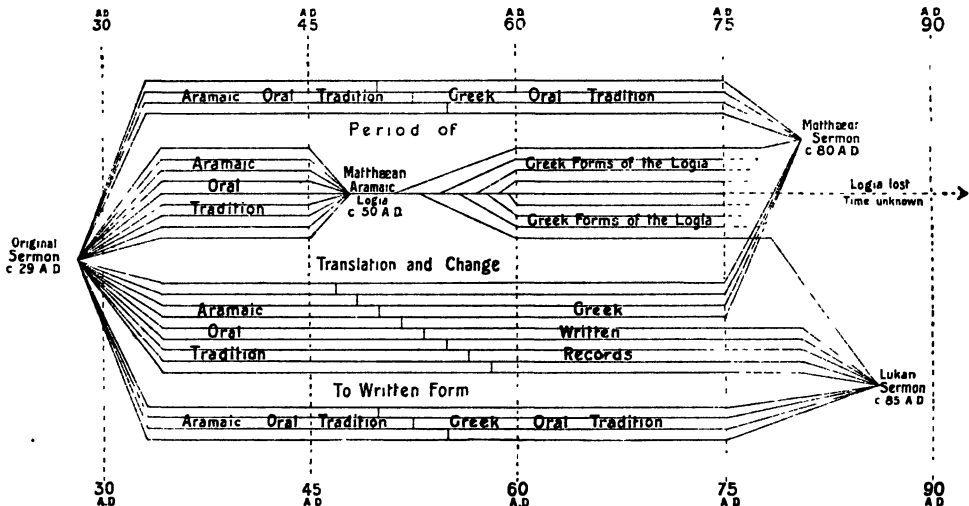 A D A D A D A D A D
30 45 60 75 90
Aramaic Oral Tradition Greek Oral Tradition
Period of
Matthæan
Sermon
c 80 A D
Aramaic
Oral
Tradition
Matthæan
Aramaic
Logia
c 50 A D
Greek Forms of the Logia
Greek Forms of the Logia
Logia lost
Time unknown
Original
Sermon
c 29 A D
Translation and Change
Aramaic Greek
Oral Written
Tradition Records
To Written Form
Lukan
Sermon
c 85 A D
Aramaic Oral Tradition Greek Oral Tradition
30 45 60 75 90
A.D A D A D A D A.D